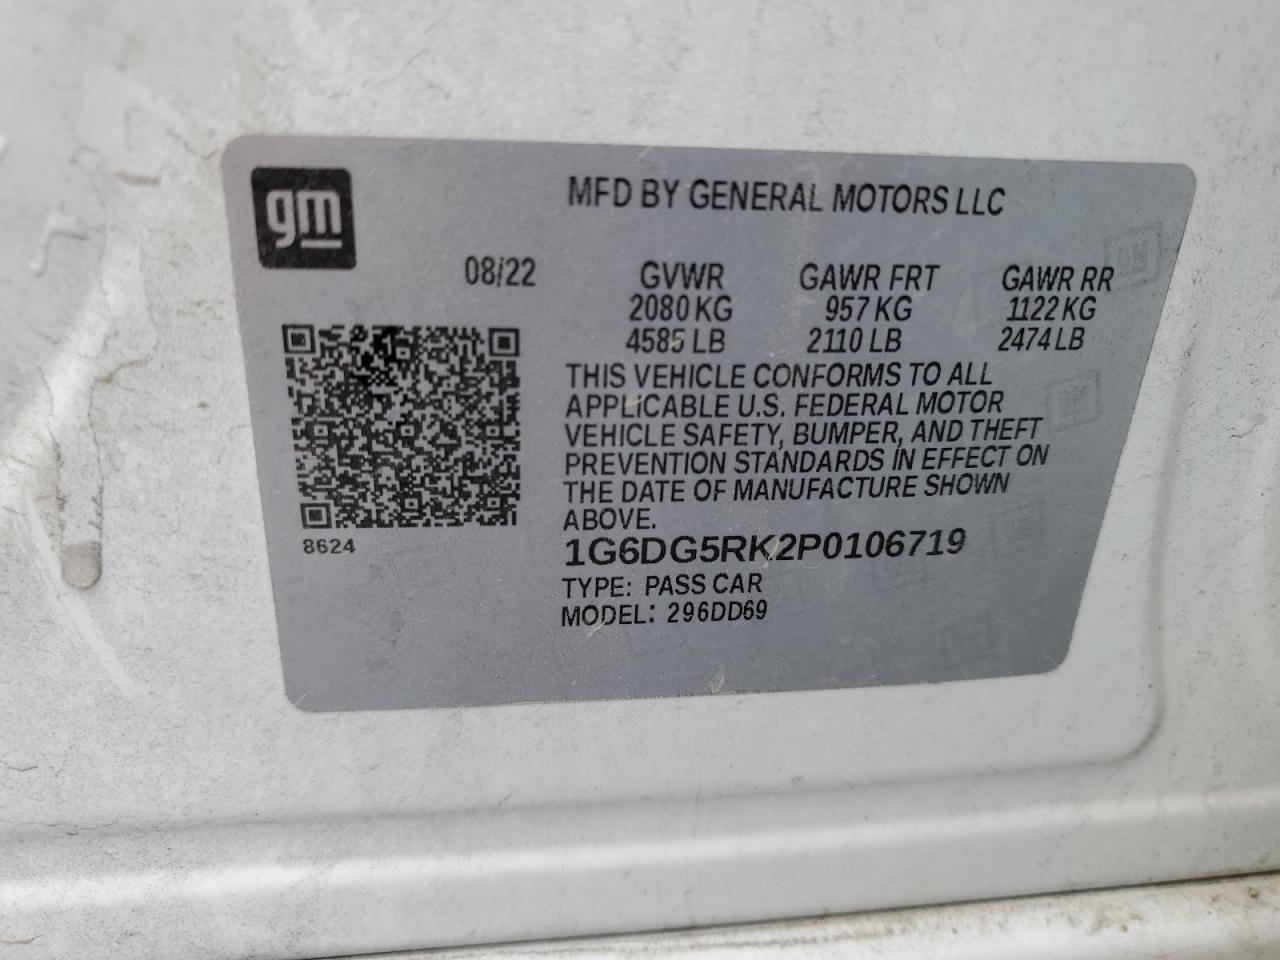 gm
MFD BY GENERAL MOTORS LLC
08/22 GVWR GAWR FRT GAWR RR
2080 KG 957 KG 1122 KG
4585 LB 2110 LB 2474 LB
THIS VEHICLE CONFORMS TO ALL
APPLICABLE U.S. FEDERAL MOTOR
VEHICLE SAFETY, BUMPER, AND THEFT
PREVENTION STANDARDS IN EFFECT ON
THE DATE OF MANUFACTURE SHOWN
ABOVE.
8624
1G6DG5RK2P0106719
TYPE: PASS CAR
MODEL: 296DD69